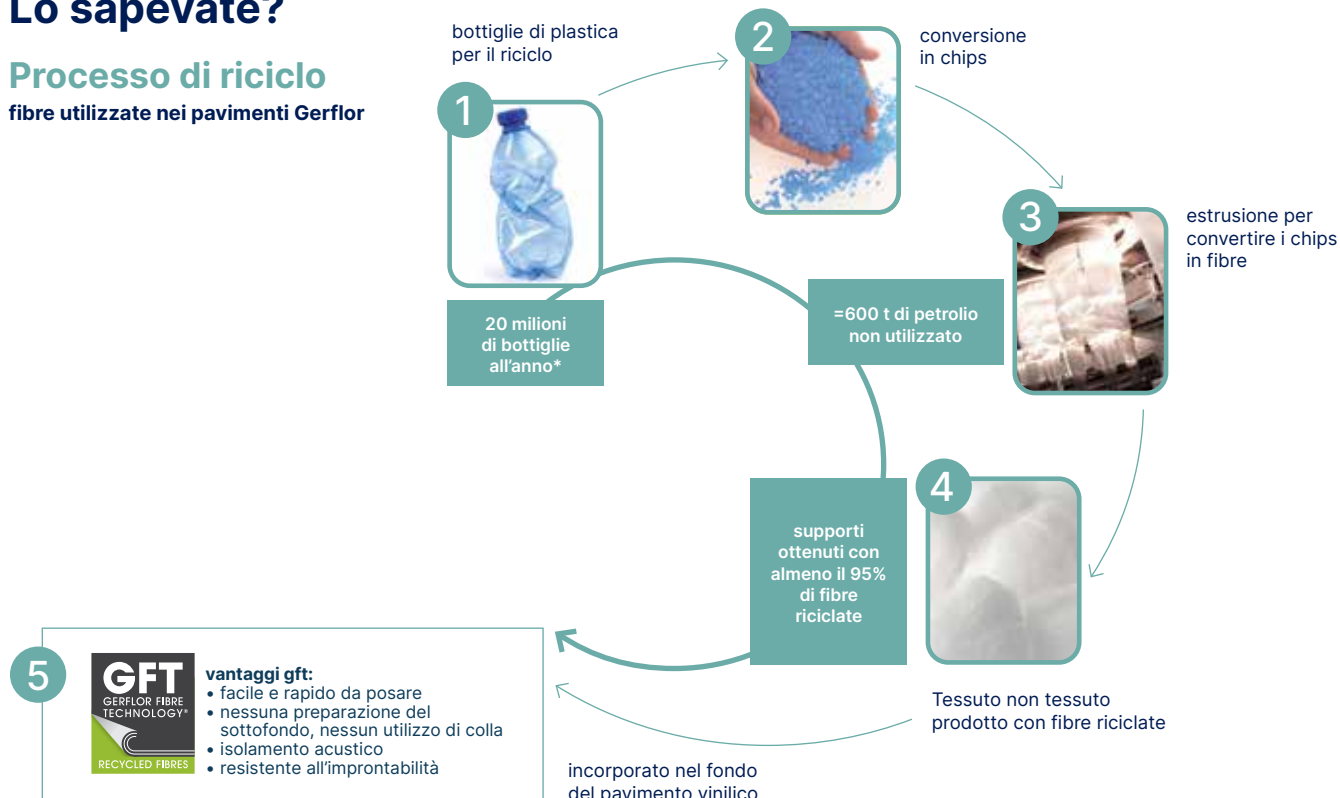 Lo sapevate?
Processo di riciclo
fibre utilizzate nei pavimenti Gerflor
bottiglie di plastica
per il riciclo
1
20 milioni
di bottiglie
all'anno*
2
conversione
in chips
3
estrusione per
convertire i chips
in fibre
=600 t di petrolio
non utilizzato
4
supporti
ottenuti con
almeno il 95%
di fibre
riciclate
Tessuto non tessuto
prodotto con fibre riciclate
incorporato nel fondo
del pavimento vinilico
5
GFT
GERFLOR FIBRE
TECHNOLOGY®
RECYCLED FIBRES
vantaggi gft:
• facile e rapido da posare
• nessuna preparazione del
sottofondo, nessun utilizzo di colla
• isolamento acustico
• resistente all'improntabilità